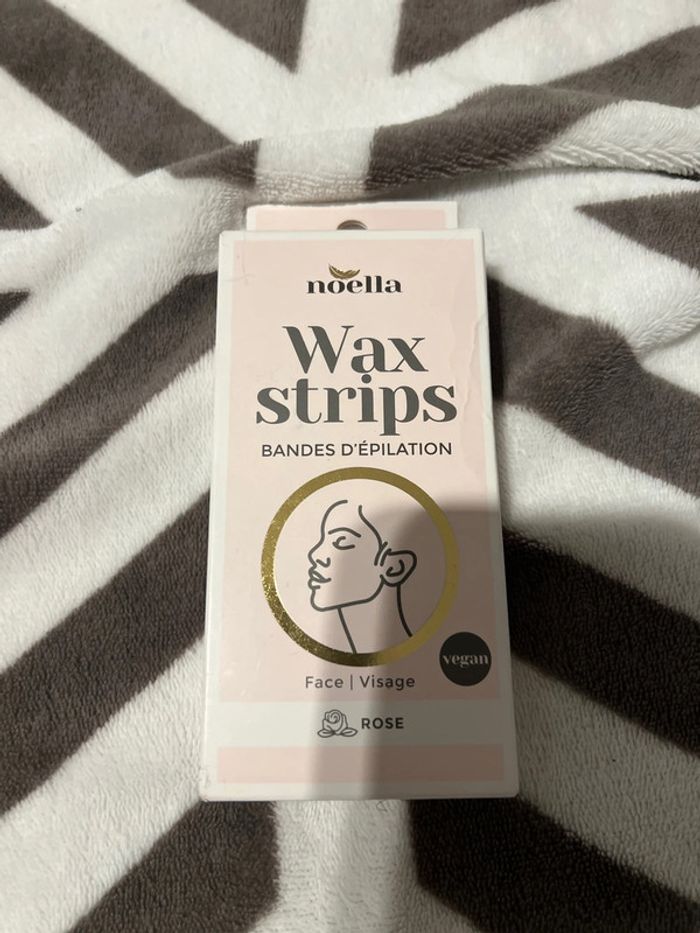 noella
Wax
strips
BANDES D'ÉPILATION
vegan
Face | Visage
ROSE